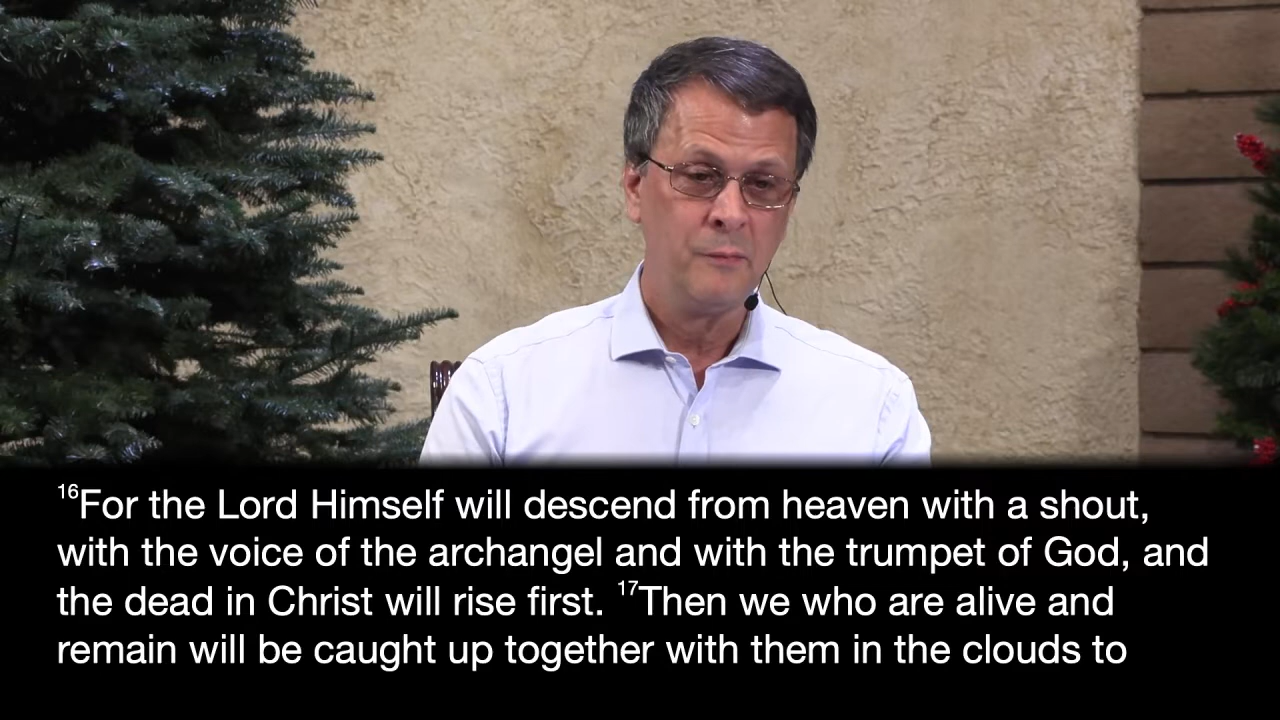 16For the Lord Himself will descend from heaven with a shout,
with the voice of the archangel and with the trumpet of God, and
the dead in Christ will rise first. 17Then we who are alive and
remain will be caught up together with them in the clouds to